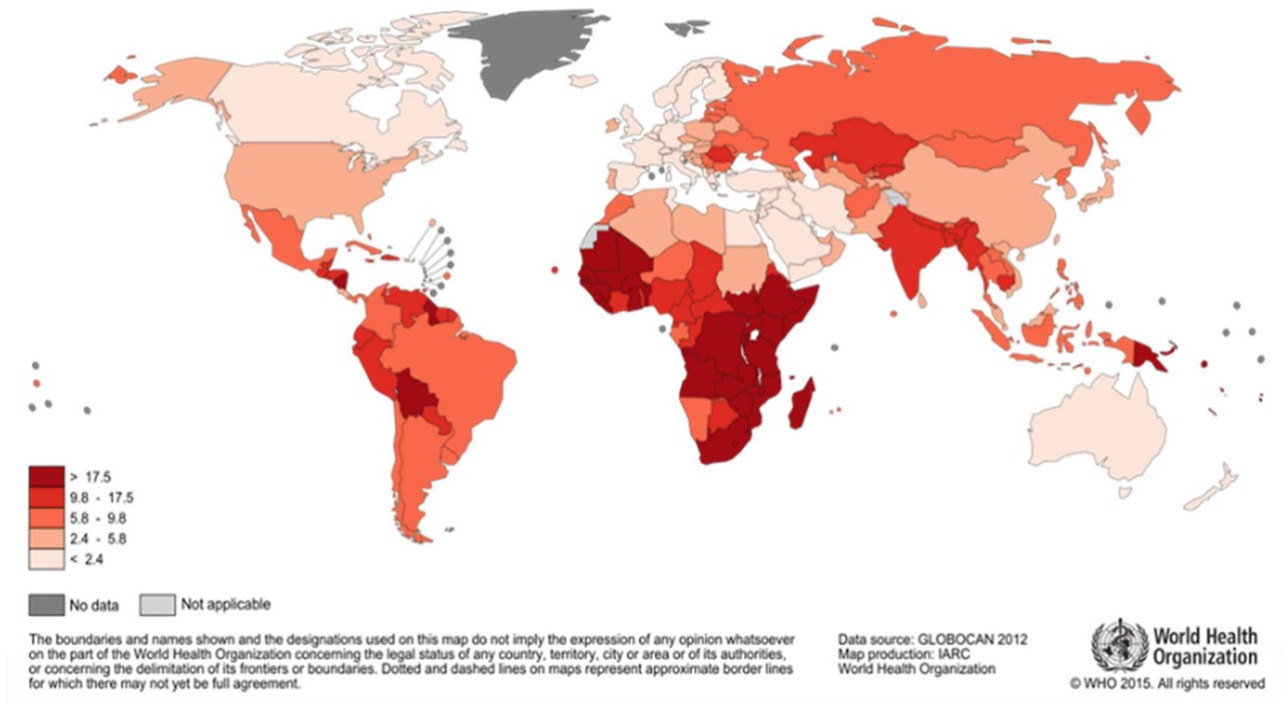 > 17.5
9.8 - 17.5
5.8 - 9.8
2.4 - 5.8
< 2.4
No data
Not applicable
The boundaries and names shown and the designations used on this map do not imply the expression of any opinion whatsoever
on the part of the World Health Organization concerning the legal status of any country, territory, city or area or of its authorities,
or concerning the delimitation of its frontiers or boundaries. Dotted and dashed lines on maps represent approximate border lines
for which there may not yet be full agreement.
Data source: GLOBOCAN 2012
Map production: IARC
World Health Organization
World Health
Organization
© WHO 2015. All rights reserved